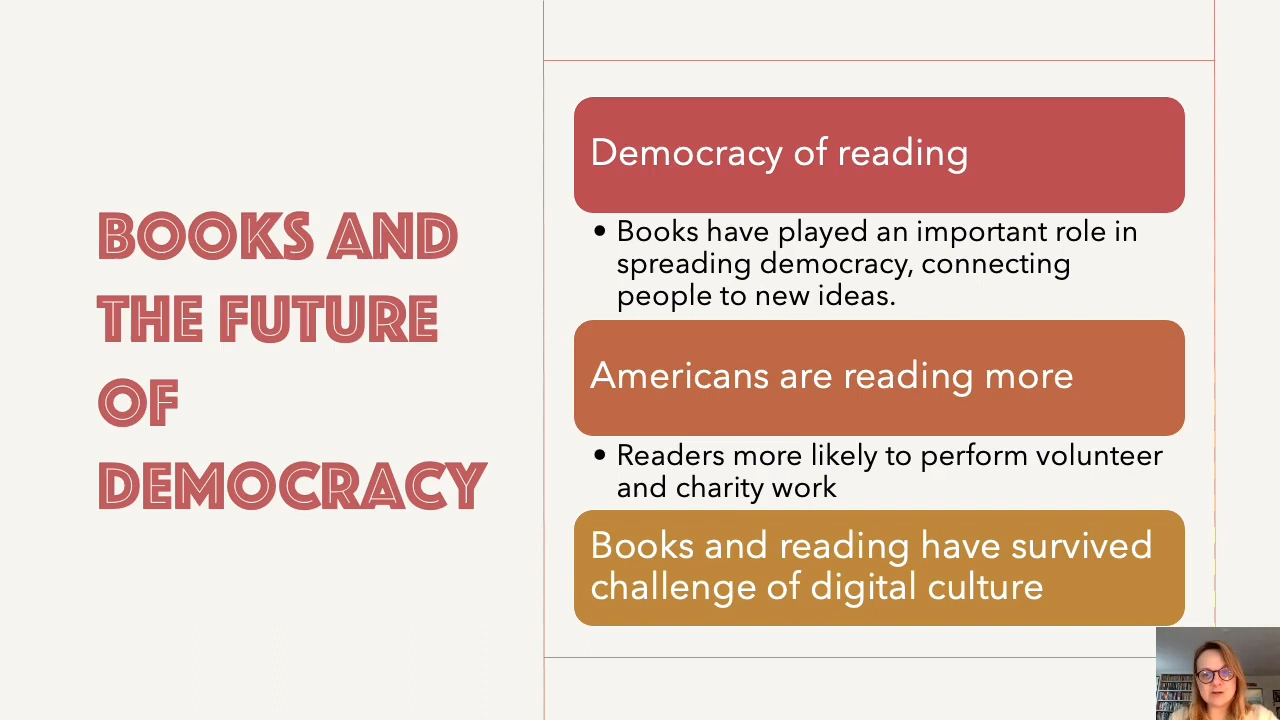 BOOKS AND
THE FUTURE
OF
DEMOCRACY
Democracy of reading
• Books have played an important role in
spreading democracy, connecting
people to new ideas.
Americans are reading more
• Readers more likely to perform volunteer
and charity work
Books and reading have survived
challenge of digital culture